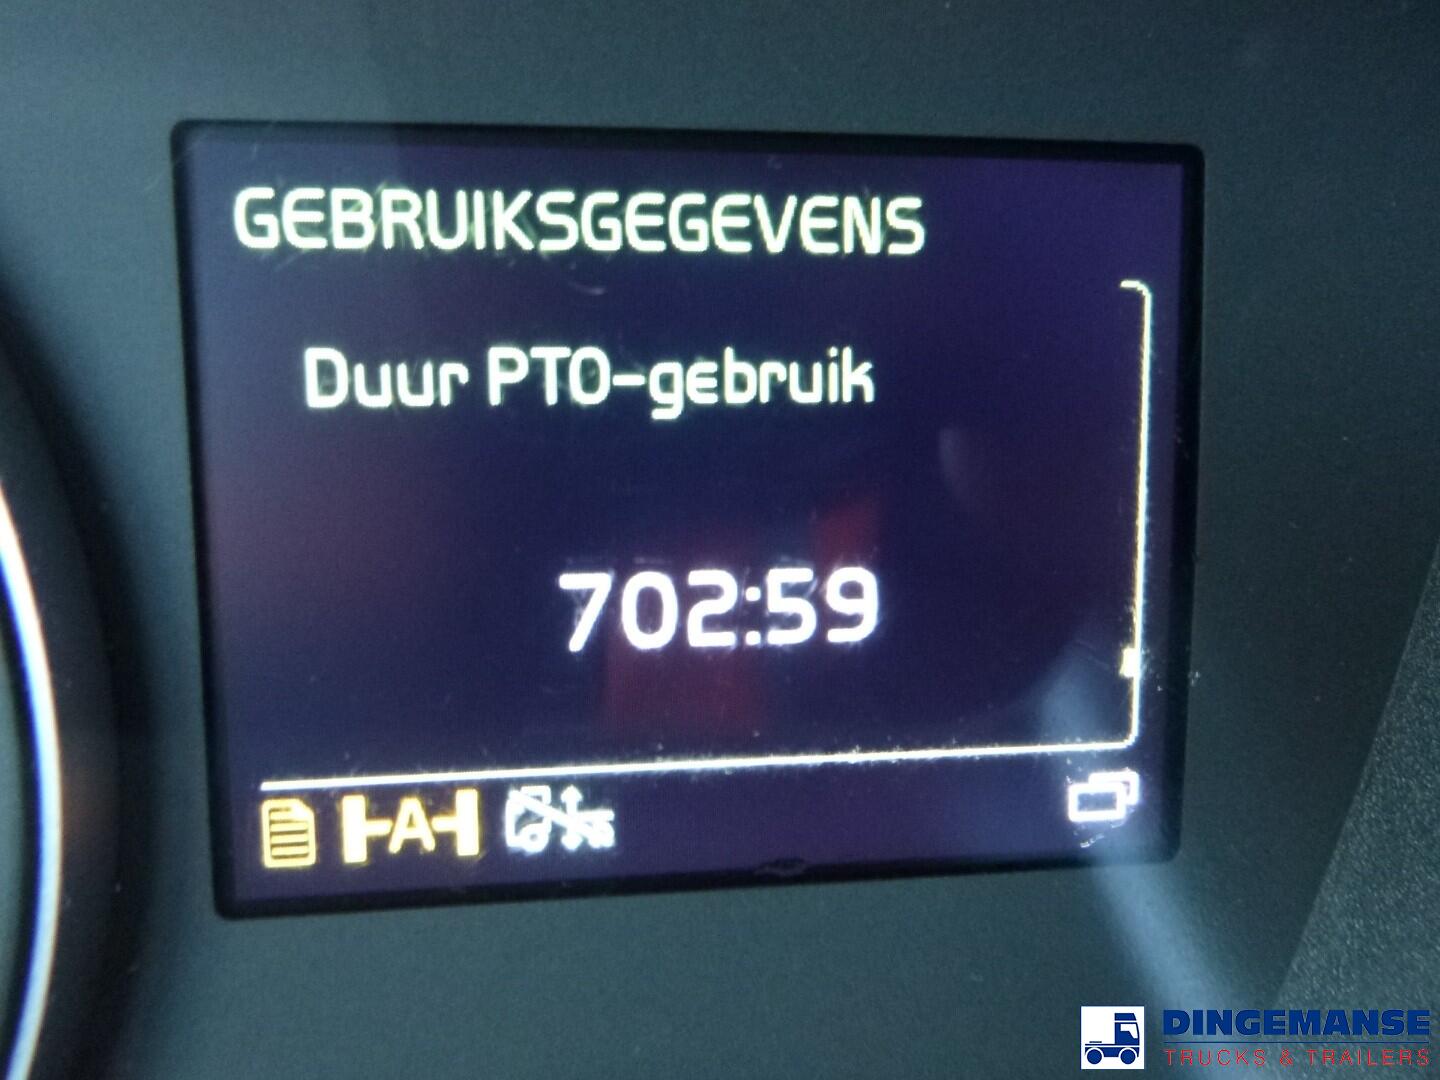 GEBRUIKSGEGEVENS
Duur PTO-gebruik
702:59
A
DINGEMANSE
TRUCKS & TRAILERS